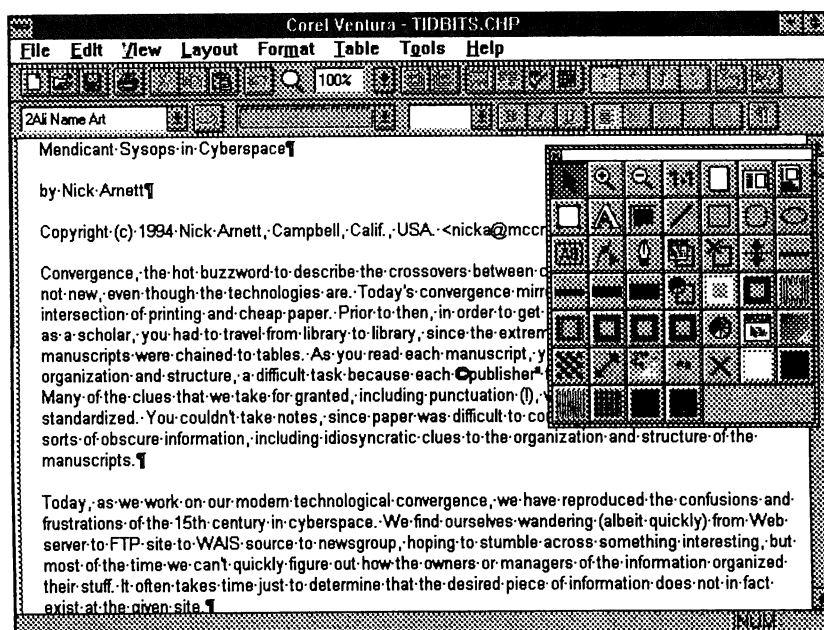 Corel Ventura - TIDBITS.CHP
File Edit View Layout Format Table Tools Help
100%
2Ali Name Art
Mendicant·Sysops·in·Cyberspace¶
by·Nick·Arnett¶
Copyright·(c)·1994·Nick·Arnett,·Campbell,·Calif.,·USA.·<nicka@mccr
Convergence,·the·hot·buzzword·to·describe·the·crossovers·between·c
not·new,·even·though·the·technologies·are.·Today's·convergence·mirr
intersection·of·printing·and·cheap·paper.·Prior·to·then,·in·order·to·get·
as·a·scholar,·you·had·to·travel·from·library·to·library,·since·the·extrem
manuscripts·were·chained·to·tables.·As·you·read·each·manuscript,·y
organization·and·structure,·a·difficult·task·because·each·©publisher"·
Many·of·the·clues·that·we·take·for·granted,·including·punctuation·(!),·
standardized.·You·couldn't·take·notes,·since·paper·was·difficult·to·co
sorts·of·obscure·information,·including·idiosyncratic·clues·to·the·organization·and·structure·of·the·
manuscripts.¶
Today,·as·we·work·on·our·modern·technological·convergence,·we·have·reproduced·the·confusions·and·
frustrations·of·the·15th·century·in·cyberspace.·We·find·ourselves·wandering·(albeit·quickly)·from·Web·
server·to·FTP·site·to·WAIS·source·to·newsgroup,·hoping·to·stumble·across·something·interesting,·but·
most·of·the·time·we·can't·quickly·figure·out·how·the·owners·or·managers·of·the·information·organized·
their·stuff.·It·often·takes·time·just·to·determine·that·the·desired·piece·of·information·does·not·in·fact·
exist·at·the·given·site.¶
NUM
1:1